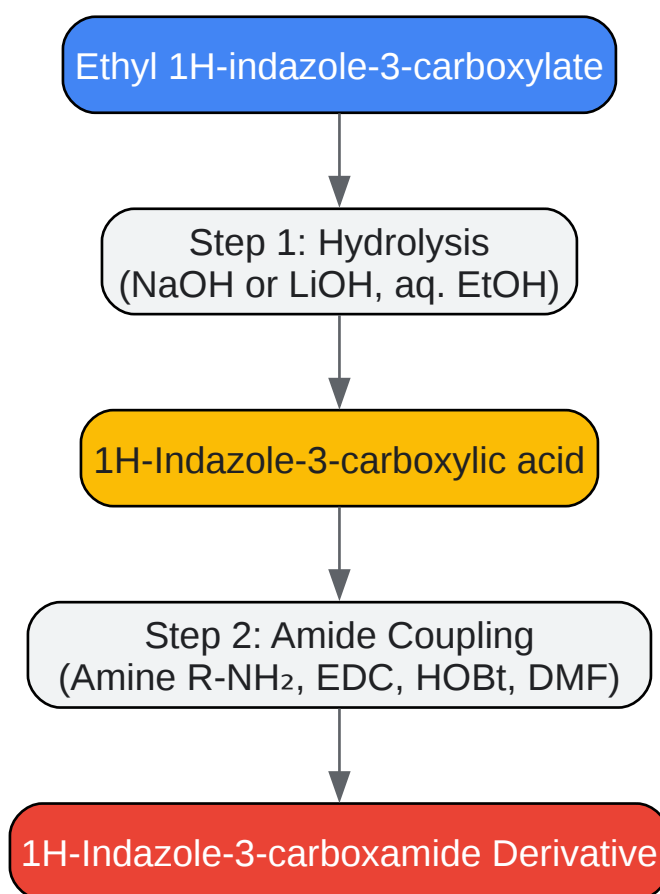 Ethyl 1H-indazole-3-carboxylate
Step 1: Hydrolysis
(NaOH or LiOH, aq. EtOH)
1H-Indazole-3-carboxylic acid
Step 2: Amide Coupling
(Amine R-NH₂, EDC, HOBt, DMF)
1H-Indazole-3-carboxamide Derivative